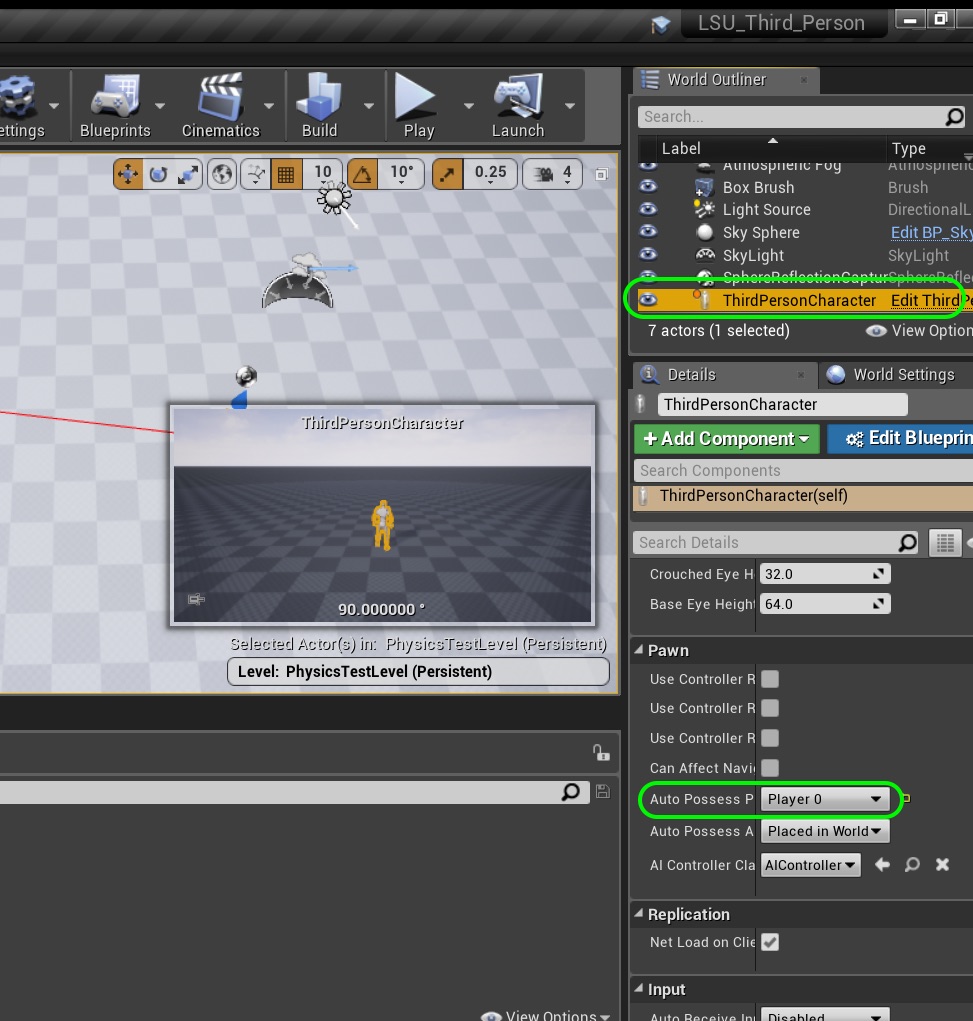 LSU_Third_Person
ettings
Blueprints
Cinematics
Build
Play
Launch
10
10°
0.25
4
World Outliner
Search...
Label
Type
Atmospheric Fog
Atmospheric
Box Brush
Brush
Light Source
DirectionalL
Sky Sphere
Edit BP_Sky
SkyLight
SkyLight
SphereReflectionCaptur
SphereReflec
ThirdPersonCharacter
Edit ThirdPe
7 actors (1 selected)
View Option
Details
World Settings
ThirdPersonCharacter
+ Add Component
Edit Blueprin
Search Components
ThirdPersonCharacter(self)
Search Details
Crouched Eye H
32.0
Base Eye Height
64.0
Pawn
Use Controller R
Use Controller R
Use Controller R
Can Affect Navi
Auto Possess P
Player 0
Auto Possess A
Placed in World
AI Controller Cla
AIController
Replication
Net Load on Clie
Input
Auto Receive In
Disabled
ThirdPersonCharacter
90.000000 °
Selected Actor(s) in: PhysicsTestLevel (Persistent)
Level: PhysicsTestLevel (Persistent)
View Options